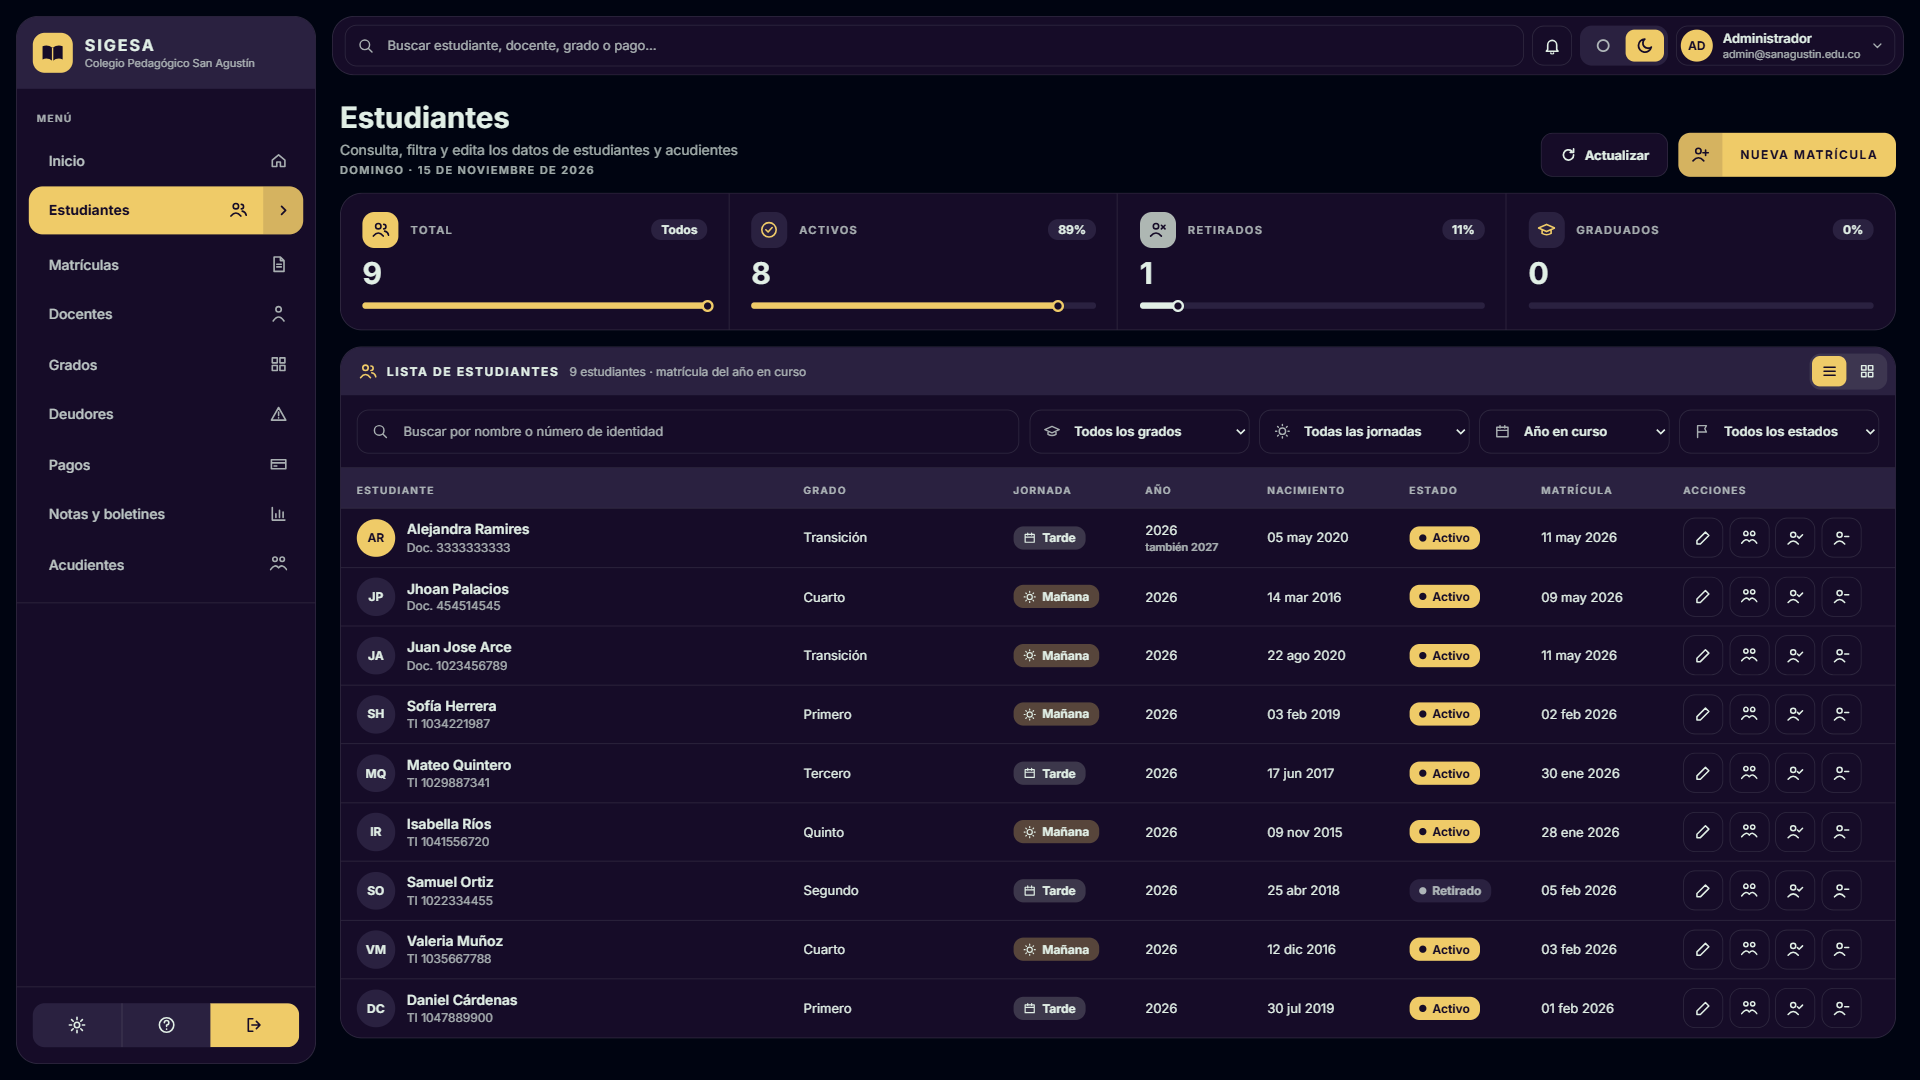 SIGESA
Colegio Pedagógico San Agustín
MENÚ
Inicio
Estudiantes
Matrículas
Docentes
Grados
Deudores
Pagos
Notas y boletines
Acudientes
Buscar estudiante, docente, grado o pago...
AD
Administrador
admin@sanagustin.edu.co
Estudiantes
Consulta, filtra y edita los datos de estudiantes y acudientes
DOMINGO · 15 DE NOVIEMBRE DE 2026
Actualizar
NUEVA MATRÍCULA
TOTAL Todos
9
ACTIVOS 89%
8
RETIRADOS 11%
1
GRADUADOS 0%
0
LISTA DE ESTUDIANTES 9 estudiantes · matrícula del año en curso
Buscar por nombre o número de identidad
Todos los grados
Todas las jornadas
Año en curso
Todos los estados
ESTUDIANTE GRADO JORNADA AÑO NACIMIENTO ESTADO MATRÍCULA ACCIONES
AR Alejandra Ramires Transición Tarde 2026 05 may 2020 Activo 11 may 2026
Doc. 3333333333 también 2027
JP Jhoan Palacios Cuarto Mañana 2026 14 mar 2016 Activo 09 may 2026
Doc. 454514545
JA Juan Jose Arce Transición Mañana 2026 22 ago 2020 Activo 11 may 2026
Doc. 1023456789
SH Sofía Herrera Primero Mañana 2026 03 feb 2019 Activo 02 feb 2026
TI 1034221987
MQ Mateo Quintero Tercero Tarde 2026 17 jun 2017 Activo 30 ene 2026
TI 1029887341
IR Isabella Ríos Quinto Mañana 2026 09 nov 2015 Activo 28 ene 2026
TI 1041556720
SO Samuel Ortiz Segundo Tarde 2026 25 abr 2018 Retirado 05 feb 2026
TI 1022334455
VM Valeria Muñoz Cuarto Mañana 2026 12 dic 2016 Activo 03 feb 2026
TI 1035667788
DC Daniel Cárdenas Primero Tarde 2026 30 jul 2019 Activo 01 feb 2026
TI 1047889900